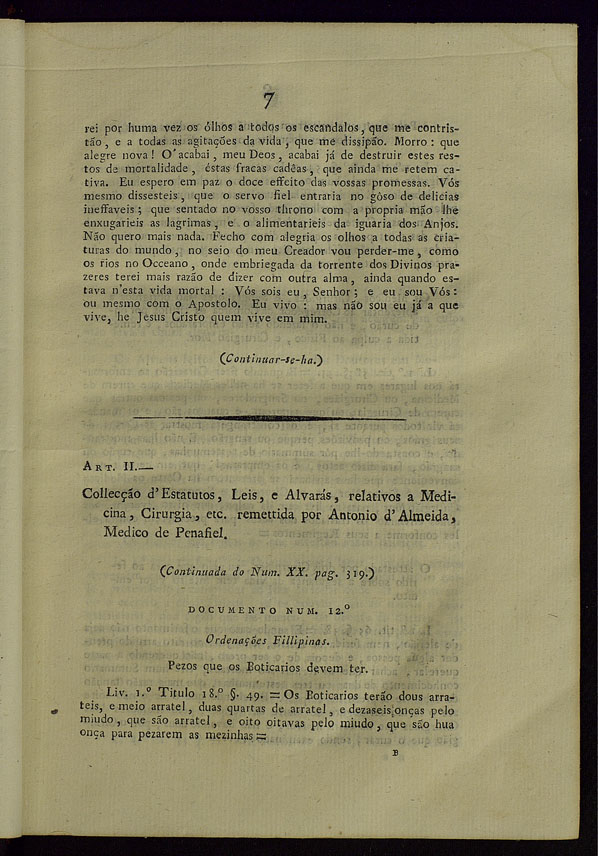 7
rei por huma vez os ólhos a todos os escandalos, que me contris-
tão, e a todas as agitações da vida, que me dissipão. Morro: que
alegre nova! O' acabai, meu Deos, acabai já de destruir estes res-
tos de mortalidade, éstas fracas cadêas, que ainda me retem ca-
tiva. Eu espero em paz o doce effeito das vossas promessas. Vós
mesmo dissesteis, que o servo fiel entraria no gôso de delicias
ineffaveis; que sentado no vosso throno com a propria mão lhe
enxugarieis as lagrimas, e o alimentarieis da iguaria dos Anjos.
Não quero mais nada. Fecho com alegria os olhos a todas as cria-
turas do mundo, no seio do meu Creador vou perder-me, como
os rios no Occeano, onde embriegada da torrente dos Divinos pra-
zeres terei mais razão de dizer com outra alma, ainda quando es-
tava n'esta vida mortal: Vós sois eu, Senhor; e eu sou Vós:
ou mesmo com o Apostolo. Eu vivo: mas não sou eu já a que
vive, he Jesus Cristo quem vive em mim.
(Continuar-se-ha.)
ART. II.—
Collecção d'Estatutos, Leis, e Alvarás, relativos a Medi-
cina, Cirurgia, etc. remettida por Antonio d'Almeida,
Medico de Penafiel.
(Continuada do Num. XX. pag. 319.)
DOCUMENTO NUM. 12.º
Ordenações Fillipinas.
Pezos que os Boticarios devem ter.
Liv. 1.º Titulo 18.º §. 49. = Os Boticarios terão dous arra-
teis, e meio arratel, duas quartas de arratel, e dezaseis onças pelo
miudo, que são arratel, e oito oitavas pelo miudo, que são hua
onça para pezarem as mezinhas =
B